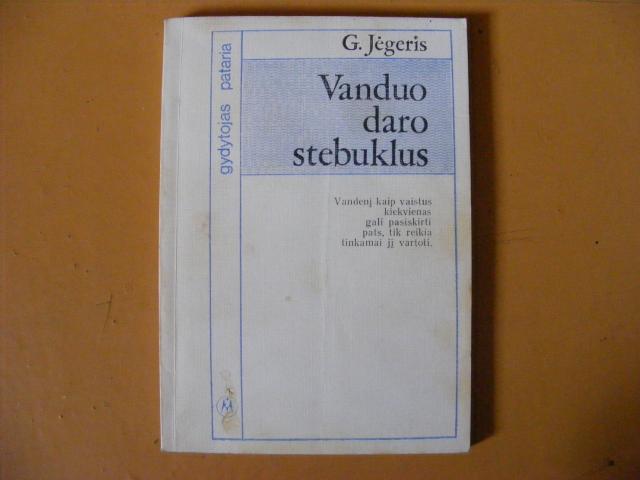 G. Jėgeris
Vanduo
daro
stebuklus
Vandenį kaip vaistus
kiekvienas
gali pasiskirti
pats, tik reikia
tinkamai jį vartoti.
gydytojas pataria